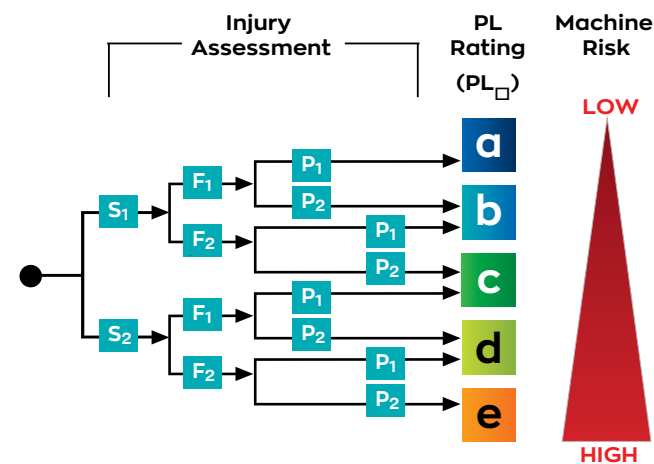 Injury
Assessment
PL
Rating
(PL□)
Machine
Risk
LOW
a
P1
F1
P2
b
S1
P1
F2
P2
c
P1
F1
P2
d
S2
P1
F2
P2
e
HIGH